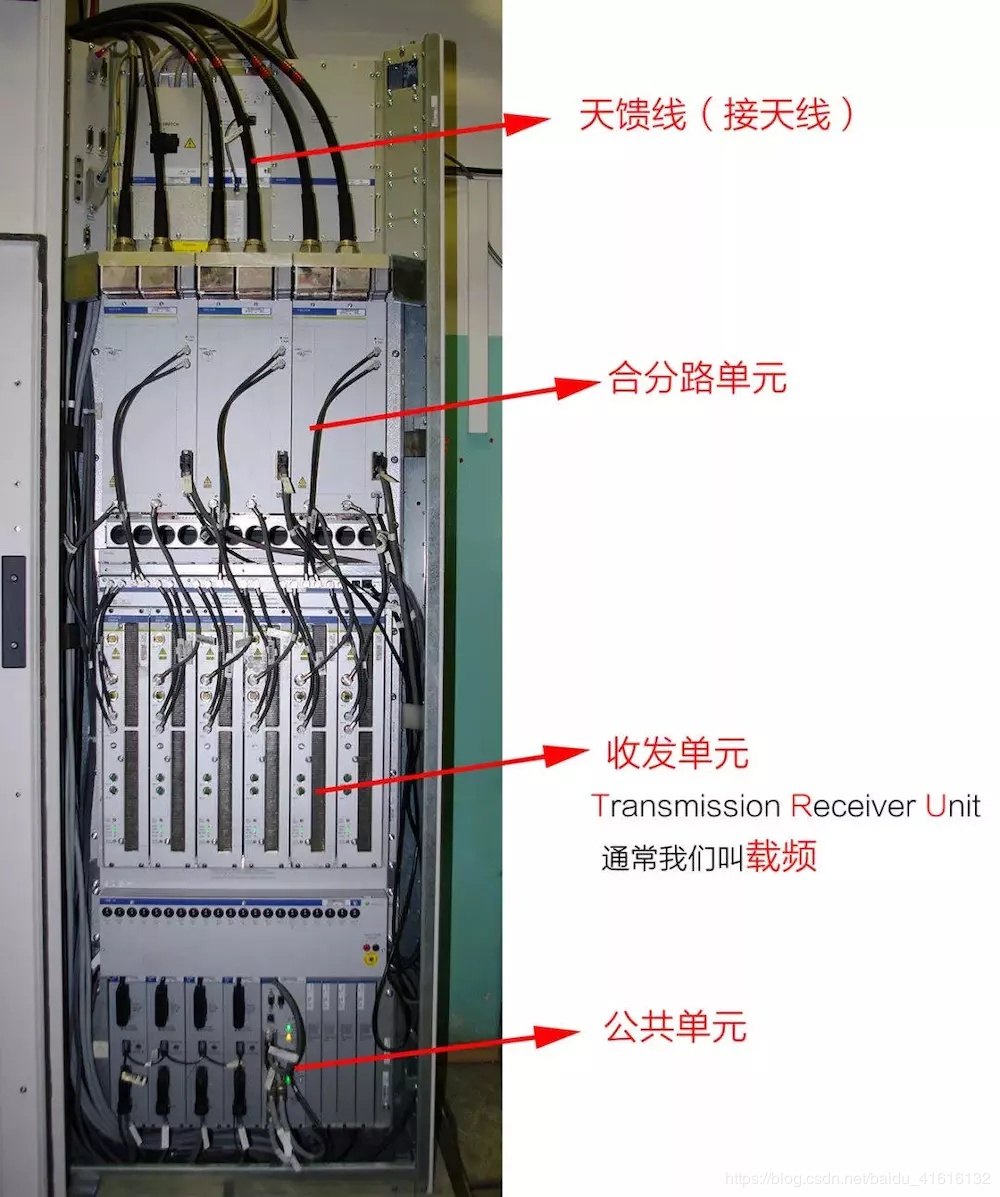 天馈线（接天线）
合分路单元
收发单元
Transmission Receiver Unit
通常我们叫载频
公共单元
https://blog.csdn.net/baidu_41616132